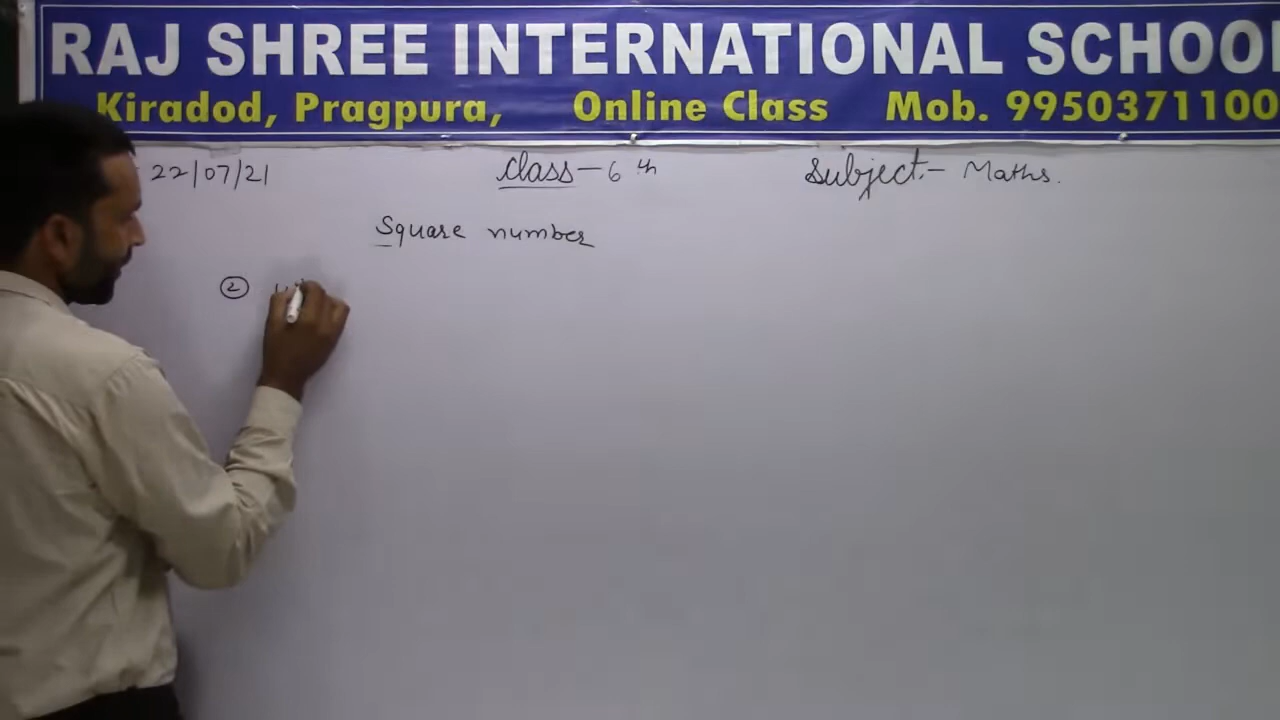 RAJ SHREE INTERNATIONAL SCHOOL
Kiradod, Pragpura, Online Class Mob. 9950371100
22/07/21 Class - 6th Subject:- Maths.
Square number
②